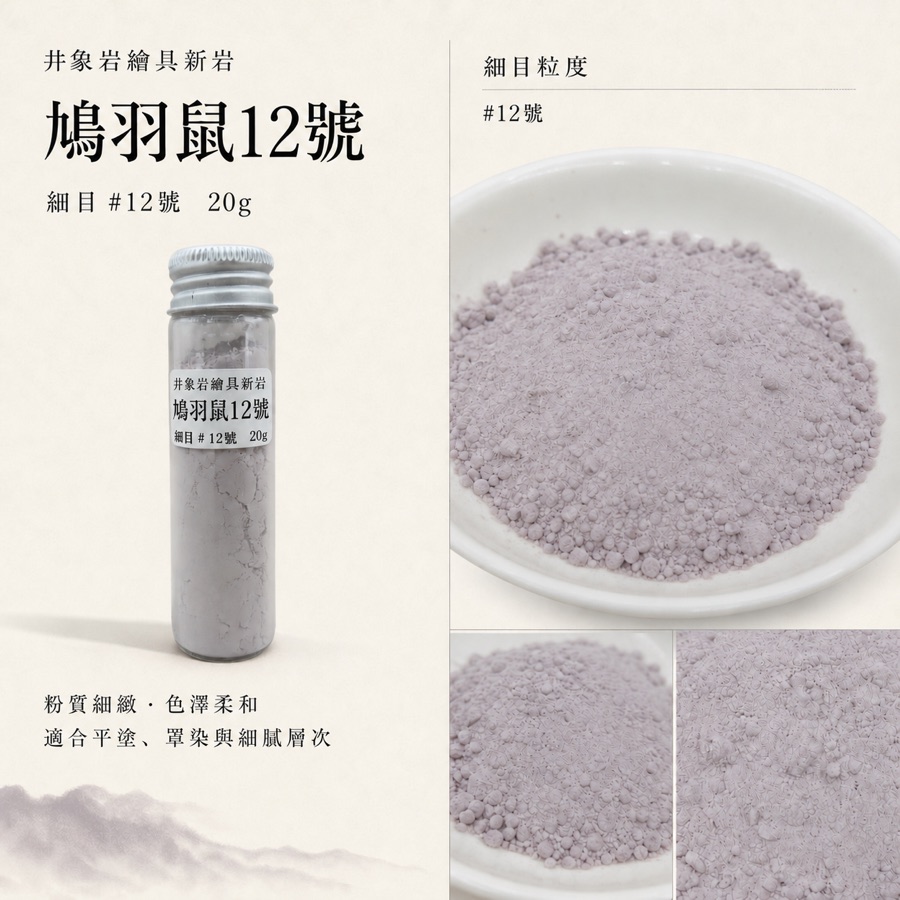 井象岩繪具新岩
鳩羽鼠12號
細目 #12號 20g
井象岩繪具新岩
鳩羽鼠12號
細目 # 12號 20g
粉質細緻・色澤柔和
適合平塗、罩染與細膩層次
細目粒度
#12號